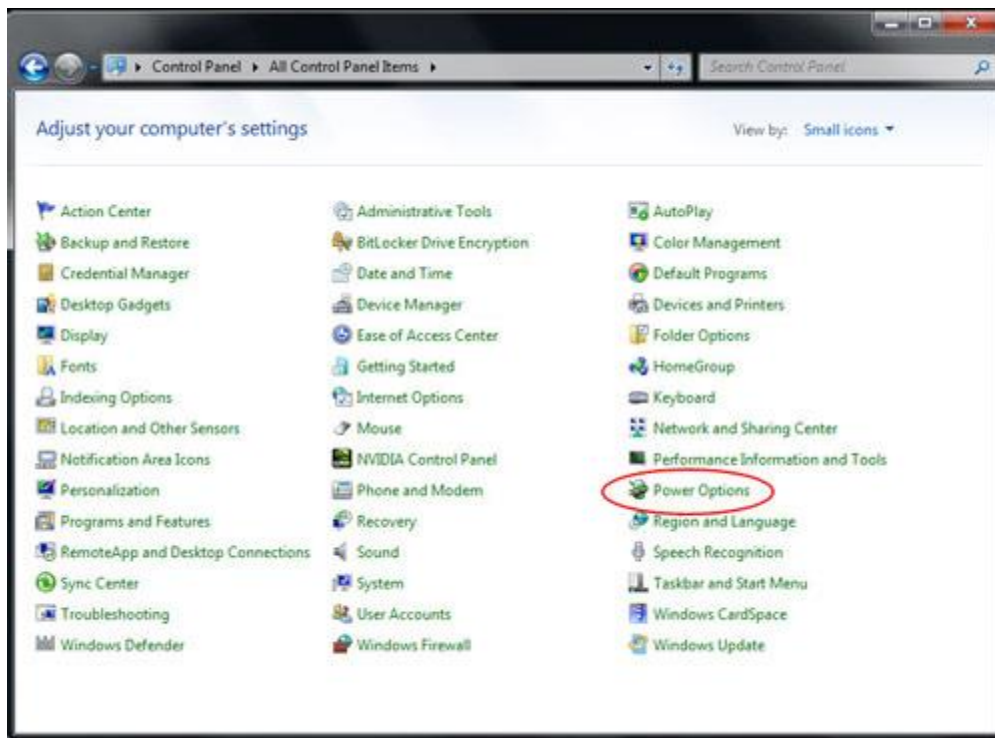 Control Panel ▸ All Control Panel Items ▸ Search Control Panel
Adjust your computer's settings View by: Small icons
Action Center Administrative Tools AutoPlay
Backup and Restore BitLocker Drive Encryption Color Management
Credential Manager Date and Time Default Programs
Desktop Gadgets Device Manager Devices and Printers
Display Ease of Access Center Folder Options
Fonts Getting Started HomeGroup
Indexing Options Internet Options Keyboard
Location and Other Sensors Mouse Network and Sharing Center
Notification Area Icons NVIDIA Control Panel Performance Information and Tools
Personalization Phone and Modem Power Options
Programs and Features Recovery Region and Language
RemoteApp and Desktop Connections Sound Speech Recognition
Sync Center System Taskbar and Start Menu
Troubleshooting User Accounts Windows CardSpace
Windows Defender Windows Firewall Windows Update